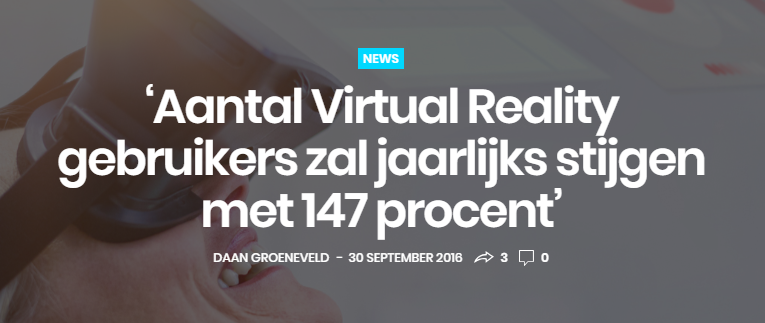 NEWS
‘Aantal Virtual Reality
gebruikers zal jaarlijks stijgen
met 147 procent’
DAAN GROENEVELD - 30 SEPTEMBER 2016 3 0